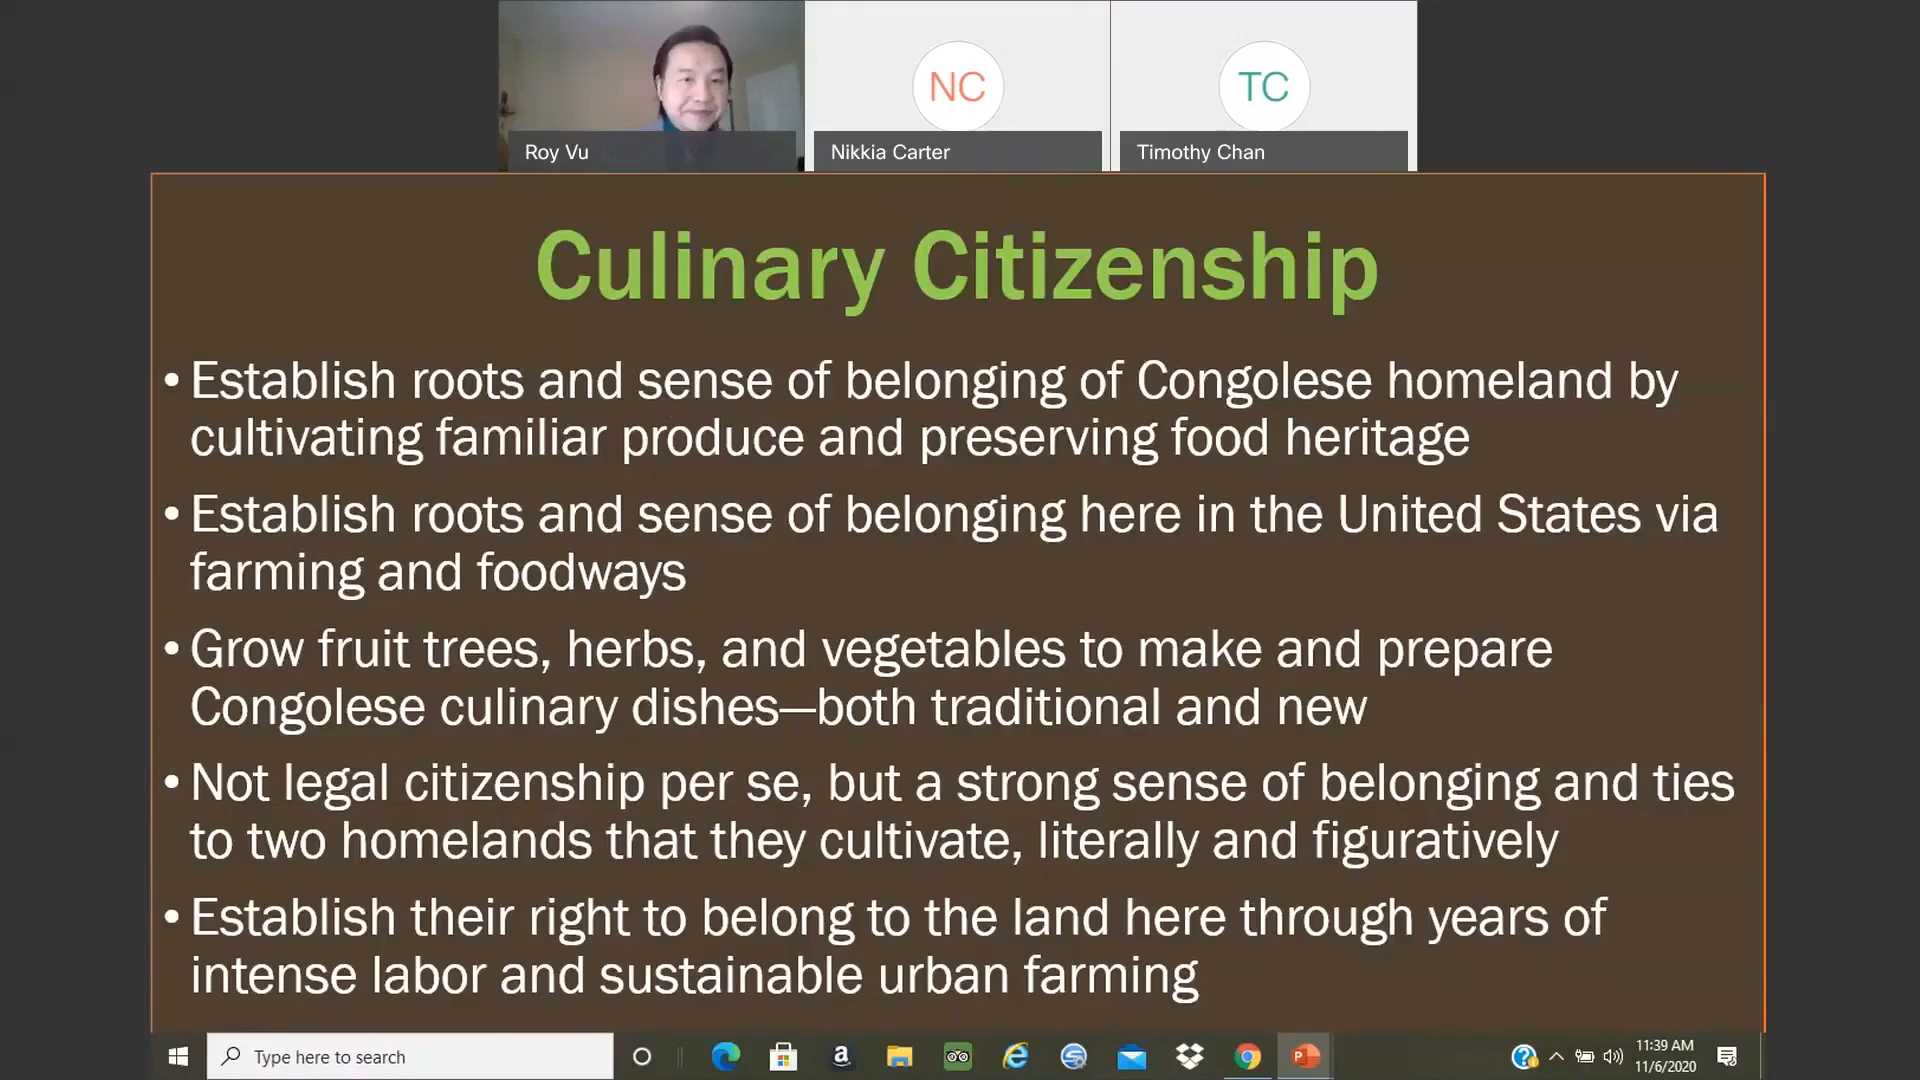 NC
TC
Roy Vu
Nikkia Carter
Timothy Chan
Culinary Citizenship
• Establish roots and sense of belonging of Congolese homeland by
cultivating familiar produce and preserving food heritage
• Establish roots and sense of belonging here in the United States via
farming and foodways
• Grow fruit trees, herbs, and vegetables to make and prepare
Congolese culinary dishes—both traditional and new
• Not legal citizenship per se, but a strong sense of belonging and ties
to two homelands that they cultivate, literally and figuratively
• Establish their right to belong to the land here through years of
intense labor and sustainable urban farming
Type here to search
11:39 AM
11/6/2020